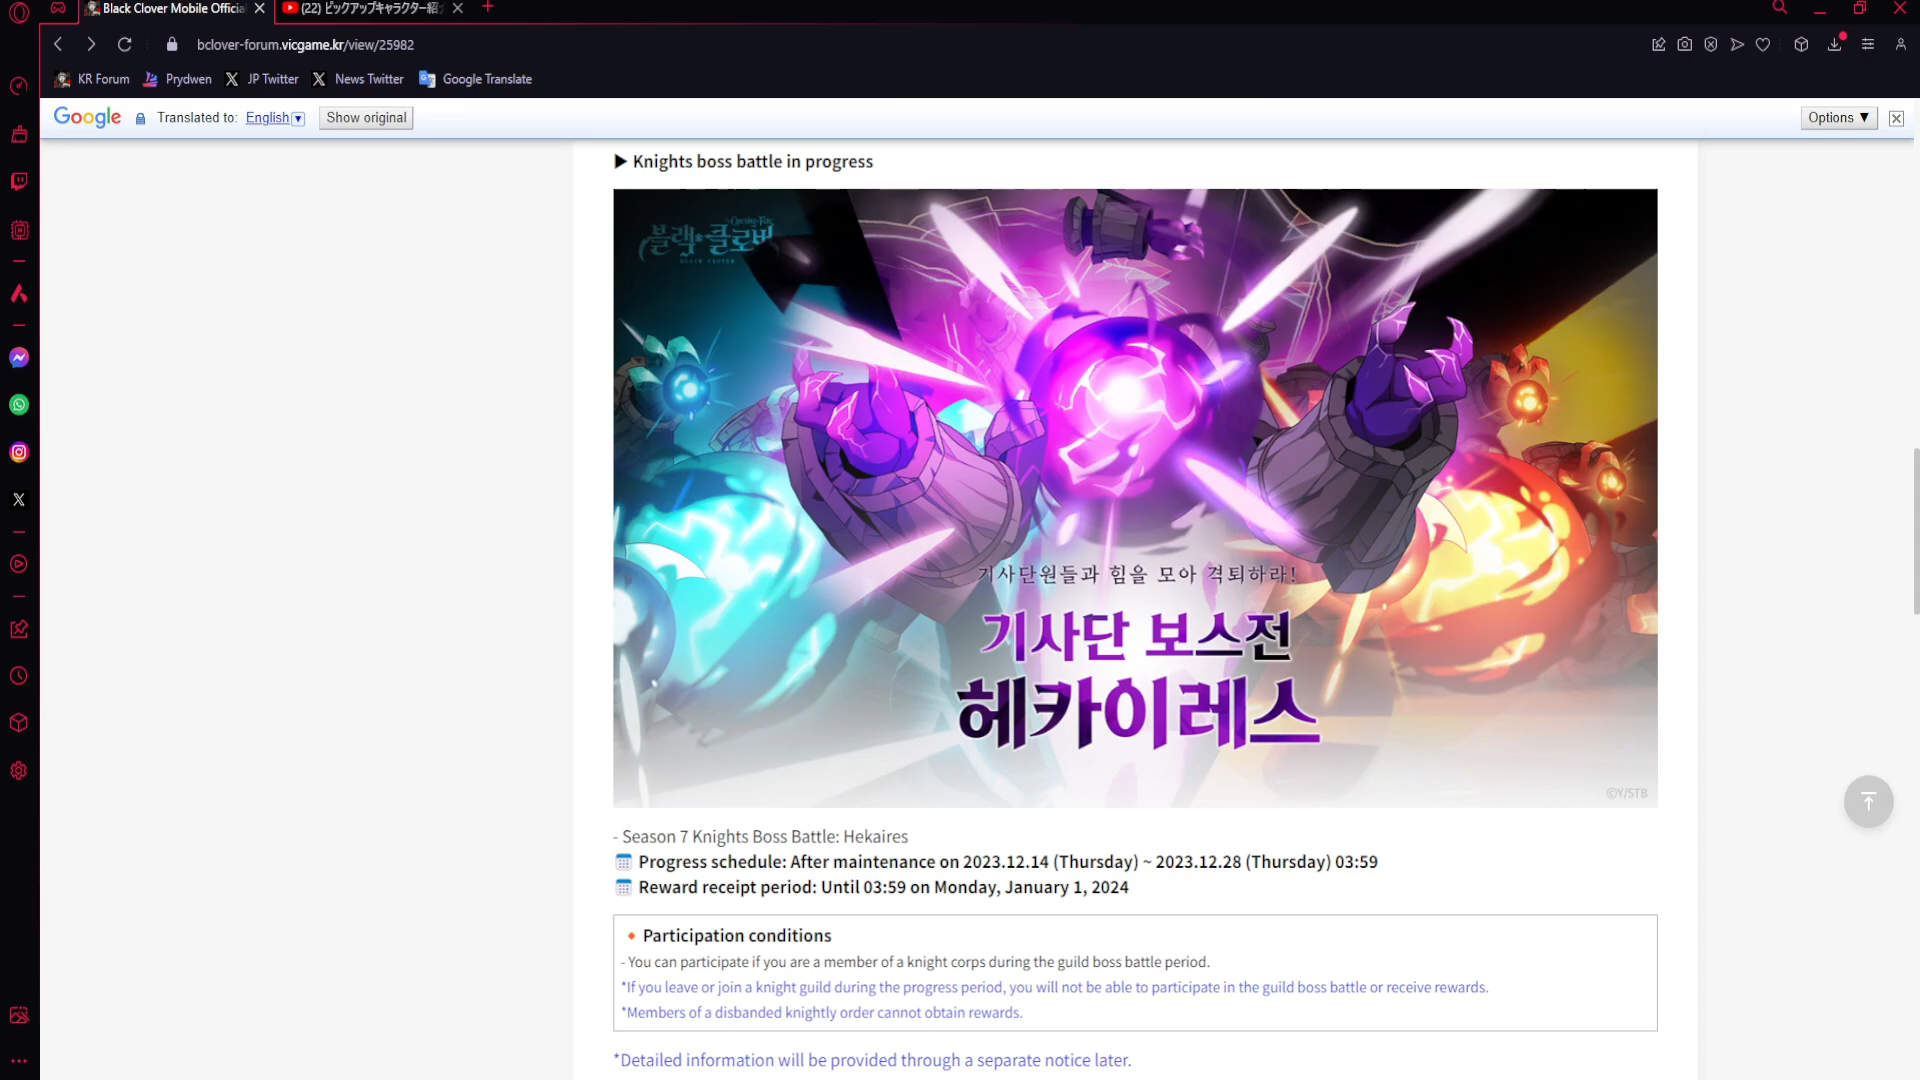 Black Clover Mobile Official
(22) ピックアップキャラクター紹
bclover-forum.vicgame.kr/view/25982
KR Forum
Prydwen
JP Twitter
News Twitter
Google Translate
Google
Translated to: English
Show original
Options ▼
▶ Knights boss battle in progress
블랙 클로버
BLACK CLOVER
기사단원들과 힘을 모아 격퇴하라!
기사단 보스전
헤카이레스
©Y/STB
- Season 7 Knights Boss Battle: Hekaires
Progress schedule: After maintenance on 2023.12.14 (Thursday) ~ 2023.12.28 (Thursday) 03:59
Reward receipt period: Until 03:59 on Monday, January 1, 2024
Participation conditions
- You can participate if you are a member of a knight corps during the guild boss battle period.
*If you leave or join a knight guild during the progress period, you will not be able to participate in the guild boss battle or receive rewards.
*Members of a disbanded knightly order cannot obtain rewards.
*Detailed information will be provided through a separate notice later.